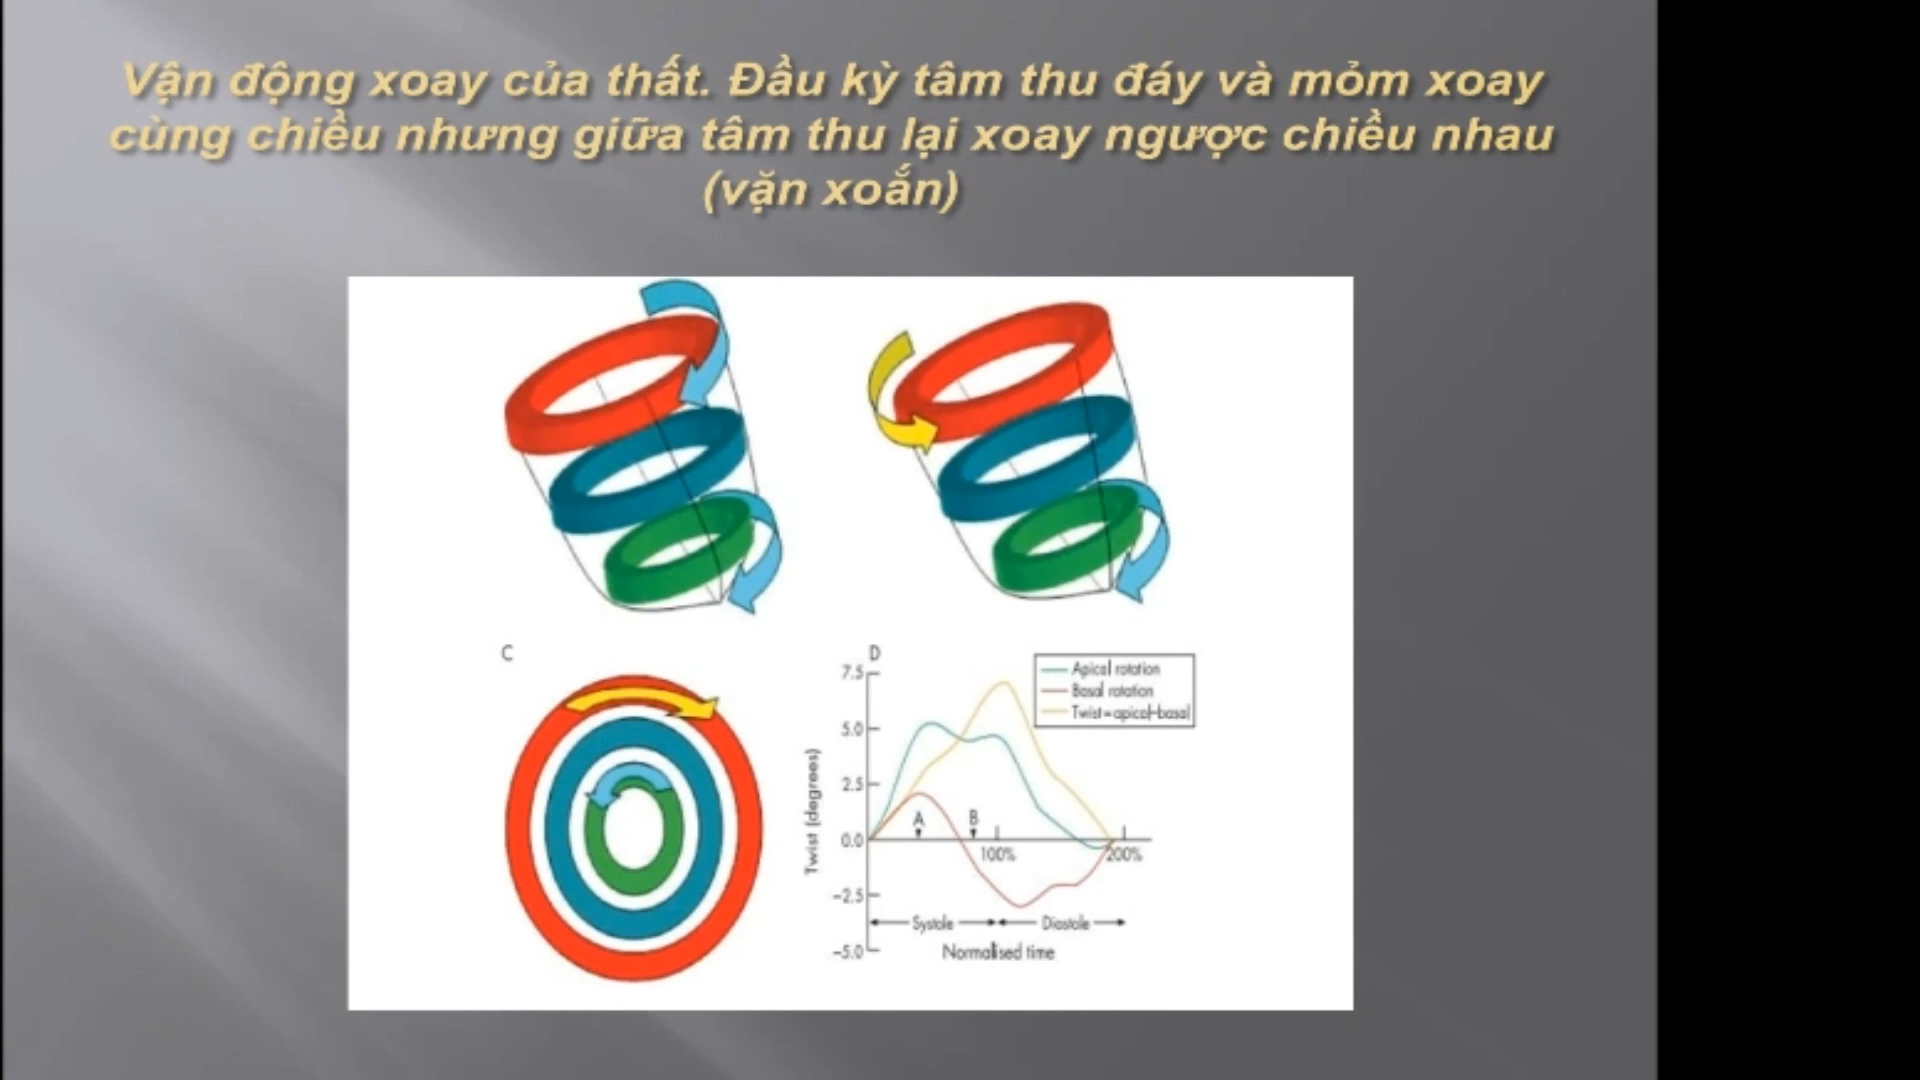 Vận động xoay của thất. Đầu kỳ tâm thu đáy và mỏm xoay
cùng chiều nhưng giữa tâm thu lại xoay ngược chiều nhau
(vặn xoắn)
C
D
7.5
5.0
2.5
0.0
−2.5
−5.0
Twist (degrees)
Apical rotation
Basal rotation
Twist=apical−basal
A
B
100%
200%
Systole
Diastole
Normalised time